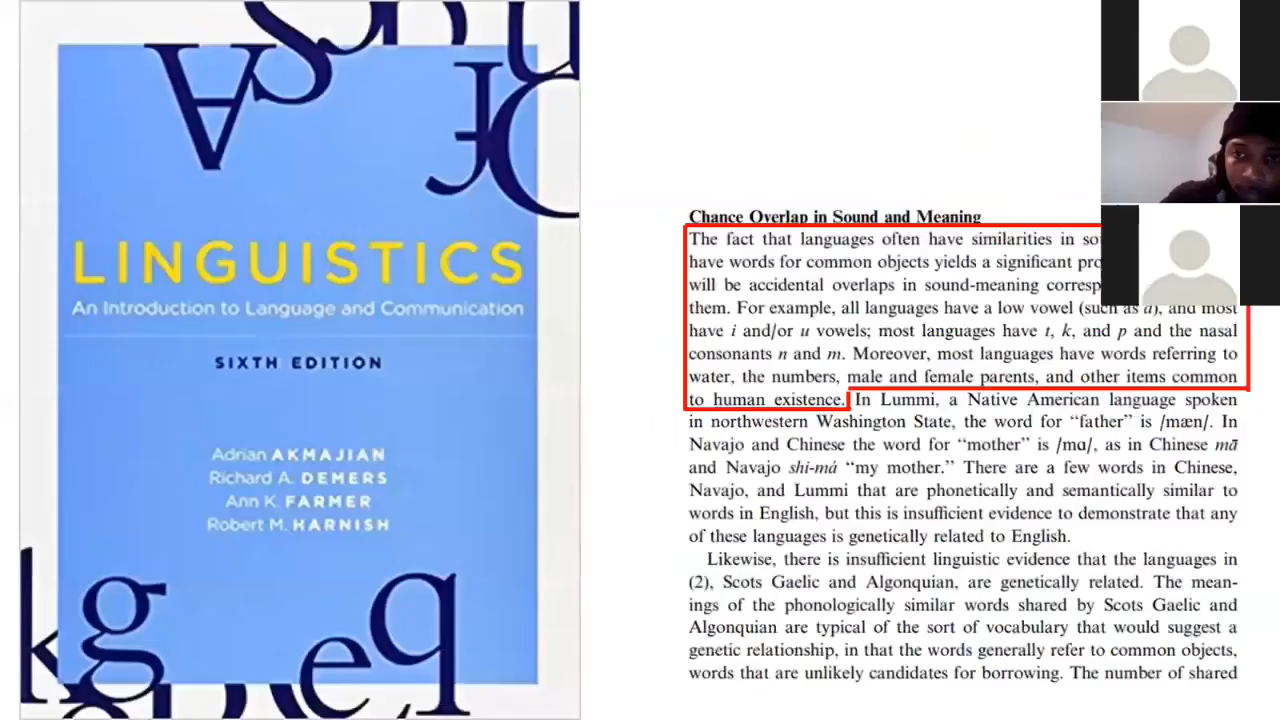 LINGUISTICS
An Introduction to Language and Communication
SIXTH EDITION
Adrian AKMAJIAN
Richard A. DEMERS
Ann K. FARMER
Robert M. HARNISH
Chance Overlap in Sound and Meaning
The fact that languages often have similarities in
have words for common objects yields a significant
will be accidental overlaps in sound-meaning
them. For example, all languages have a low vowel (such as a), and most
have i and/or u vowels; most languages have t, k, and p and the nasal
consonants n and m. Moreover, most languages have words referring to
water, the numbers, male and female parents, and other items common
to human existence. In Lummi, a Native American language spoken
in northwestern Washington State, the word for “father” is /mæn/. In
Navajo and Chinese the word for “mother” is /mɑ/, as in Chinese mā
and Navajo shi-má “my mother.” There are a few words in Chinese,
Navajo, and Lummi that are phonetically and semantically similar to
words in English, but this is insufficient evidence to demonstrate that any
of these languages is genetically related to English.
Likewise, there is insufficient linguistic evidence that the languages in
(2), Scots Gaelic and Algonquian, are genetically related. The mean-
ings of the phonologically similar words shared by Scots Gaelic and
Algonquian are typical of the sort of vocabulary that would suggest a
genetic relationship, in that the words generally refer to common objects,
words that are unlikely candidates for borrowing. The number of shared